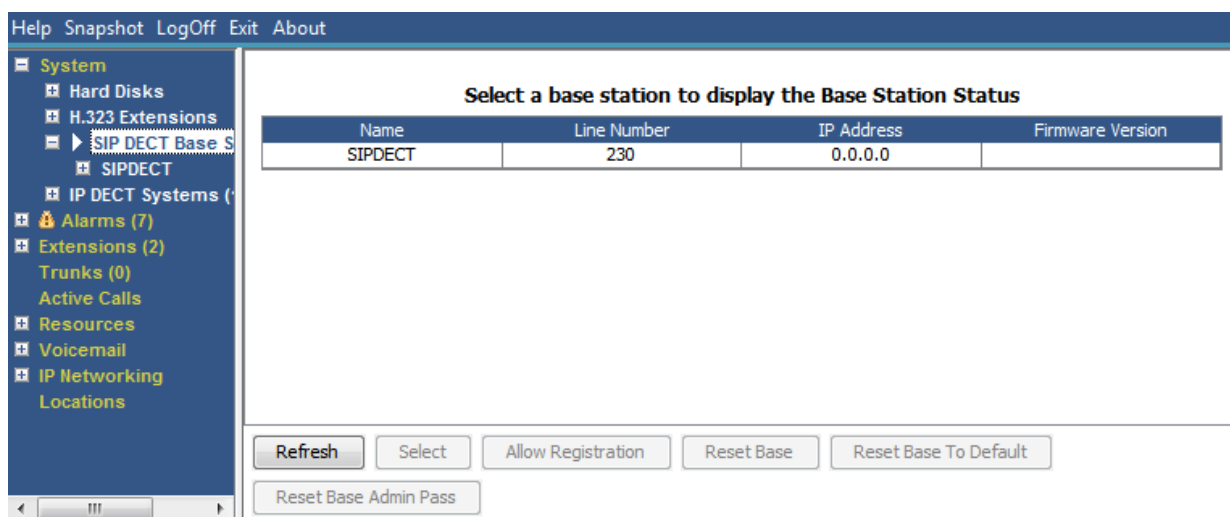 Help Snapshot LogOff Exit About
System
Hard Disks
H.323 Extensions
SIP DECT Base S
SIPDECT
IP DECT Systems (
Alarms (7)
Extensions (2)
Trunks (0)
Active Calls
Resources
Voicemail
IP Networking
Locations
Select a base station to display the Base Station Status
Name Line Number IP Address Firmware Version
SIPDECT 230 0.0.0.0
Refresh Select Allow Registration Reset Base Reset Base To Default
Reset Base Admin Pass